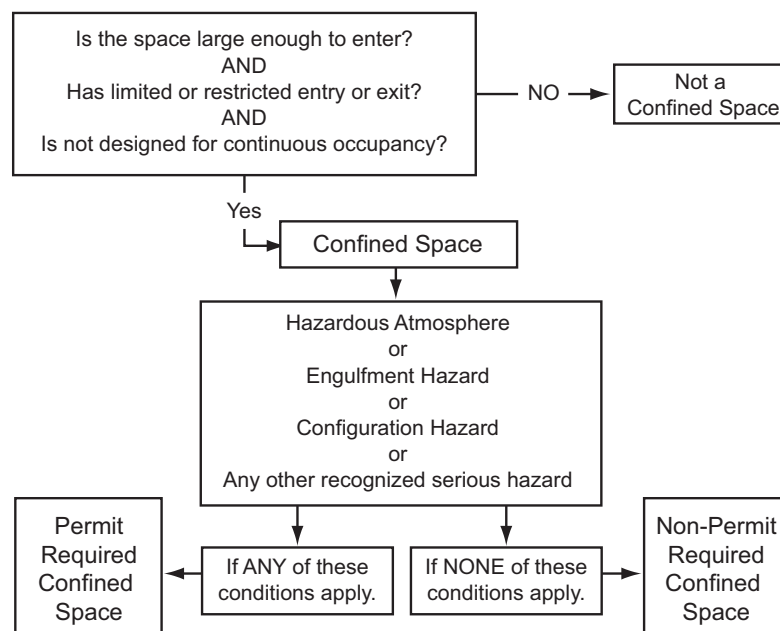 Is the space large enough to enter?
AND
Has limited or restricted entry or exit?
AND
Is not designed for continuous occupancy?
NO
Not a
Confined Space
Yes
Confined Space
Hazardous Atmosphere
or
Engulfment Hazard
or
Configuration Hazard
or
Any other recognized serious hazard
Permit
Required
Confined
Space
If ANY of these
conditions apply.
If NONE of these
conditions apply.
Non-Permit
Required
Confined
Space